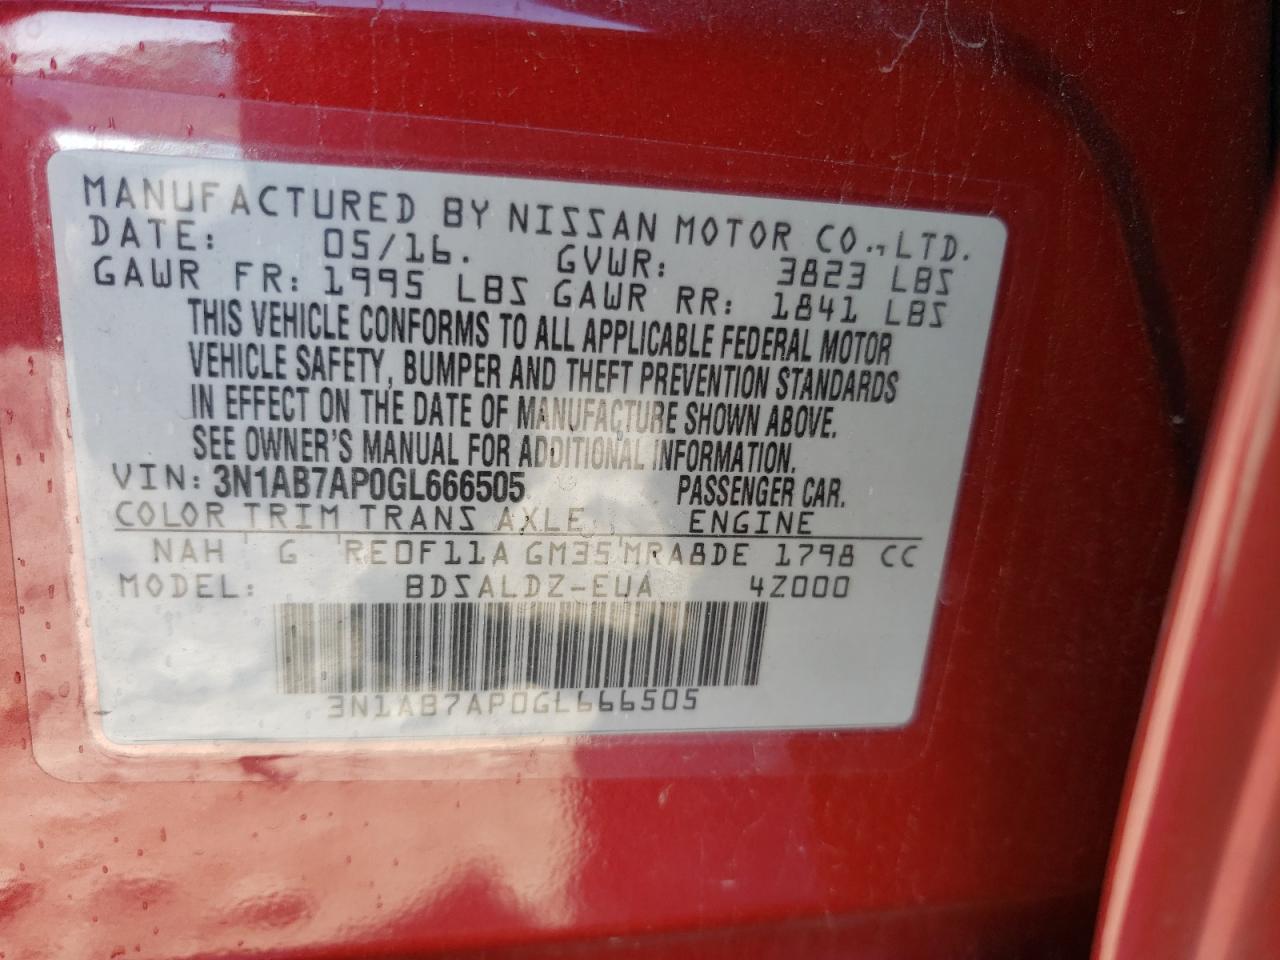 MANUFACTURED BY NISSAN MOTOR CO., LTD.
DATE: 05/16. GVWR: 3823 LBS
GAWR FR: 1995 LBS GAWR RR: 1841 LBS
THIS VEHICLE CONFORMS TO ALL APPLICABLE FEDERAL MOTOR
VEHICLE SAFETY, BUMPER AND THEFT PREVENTION STANDARDS
IN EFFECT ON THE DATE OF MANUFACTURE SHOWN ABOVE.
SEE OWNER'S MANUAL FOR ADDITIONAL INFORMATION.
VIN: 3N1AB7AP0GL666505 PASSENGER CAR.
COLOR TRIM TRANS AXLE ENGINE
NAH G RE0F11A GM35 MRA8DE 1798 CC
MODEL: BDSALDZ-EUA 4Z000
3N1AB7AP0GL666505